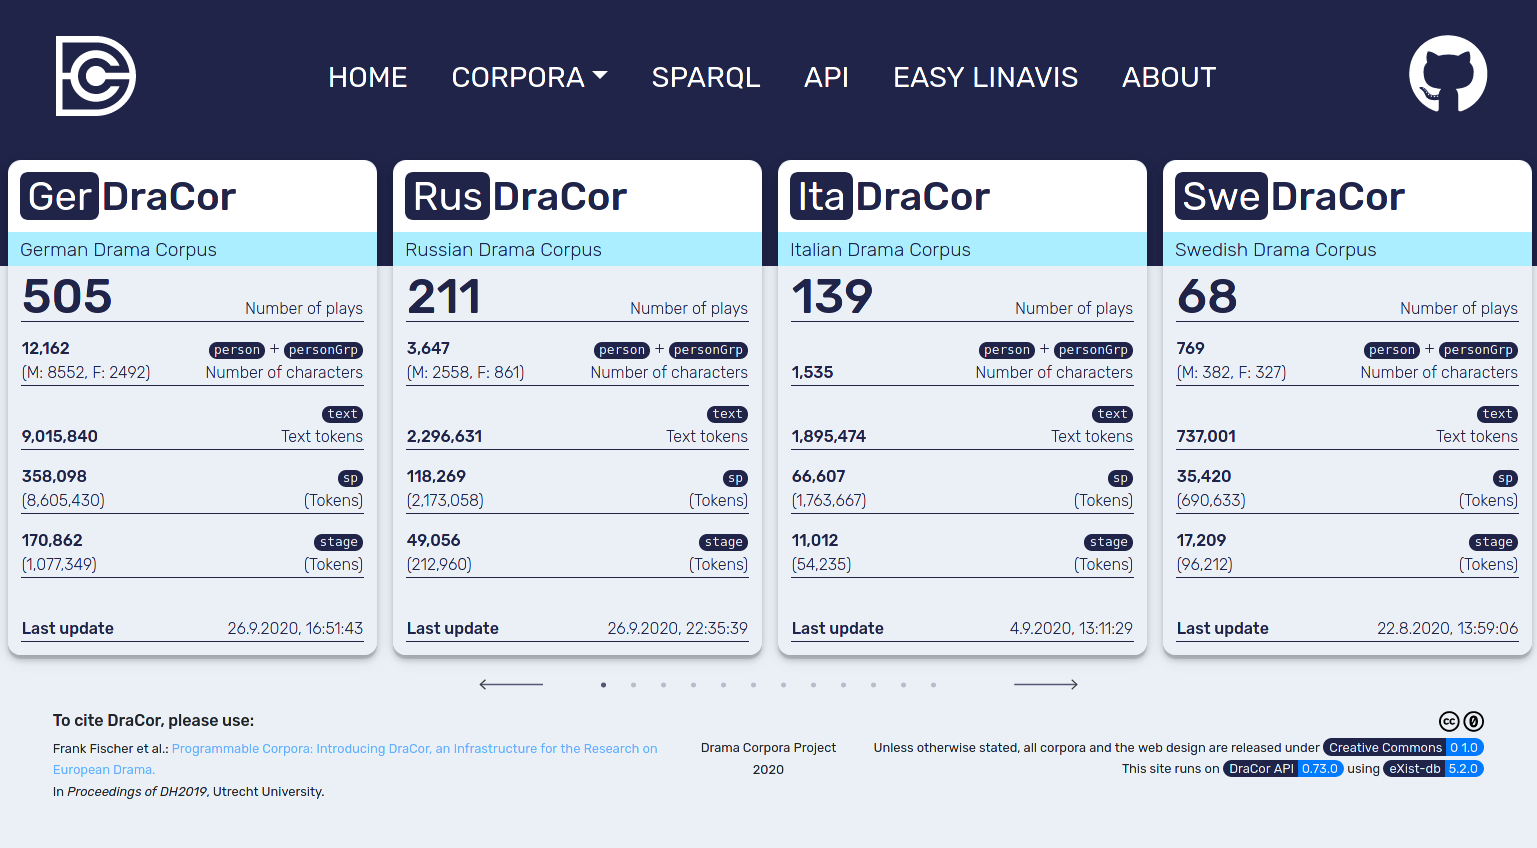 HOME CORPORA SPARQL API EASY LINAVIS ABOUT
Ger DraCor
German Drama Corpus
505 Number of plays
12,162 person + personGrp
(M: 8552, F: 2492) Number of characters
text
9,015,840 Text tokens
358,098 sp
(8,605,430) (Tokens)
170,862 stage
(1,077,349) (Tokens)
Last update 26.9.2020, 16:51:43
Rus DraCor
Russian Drama Corpus
211 Number of plays
3,647 person + personGrp
(M: 2558, F: 861) Number of characters
text
2,296,631 Text tokens
118,269 sp
(2,173,058) (Tokens)
49,056 stage
(212,960) (Tokens)
Last update 26.9.2020, 22:35:39
Ita DraCor
Italian Drama Corpus
139 Number of plays
person + personGrp
1,535 Number of characters
text
1,895,474 Text tokens
66,607 sp
(1,763,667) (Tokens)
11,012 stage
(54,235) (Tokens)
Last update 4.9.2020, 13:11:29
Swe DraCor
Swedish Drama Corpus
68 Number of plays
769 person + personGrp
(M: 382, F: 327) Number of characters
text
737,001 Text tokens
35,420 sp
(690,633) (Tokens)
17,209 stage
(96,212) (Tokens)
Last update 22.8.2020, 13:59:06
To cite DraCor, please use:
Frank Fischer et al.: Programmable Corpora: Introducing DraCor, an Infrastructure for the Research on
European Drama.
In Proceedings of DH2019, Utrecht University.
Drama Corpora Project
2020
cc 0
Unless otherwise stated, all corpora and the web design are released under Creative Commons 0 1.0
This site runs on DraCor API 0.73.0 using eXist-db 5.2.0